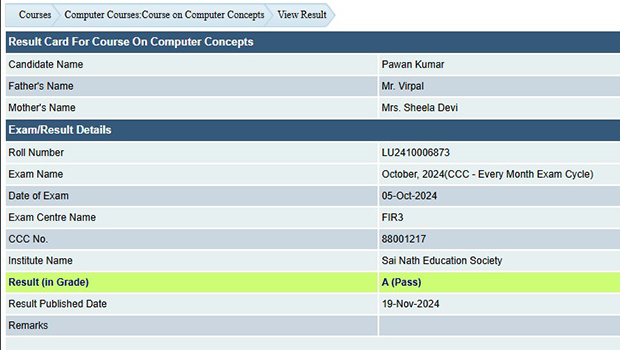 Courses Computer Courses:Course on Computer Concepts View Result
Result Card For Course On Computer Concepts
Candidate Name Pawan Kumar
Father's Name Mr. Virpal
Mother's Name Mrs. Sheela Devi
Exam/Result Details
Roll Number LU2410006873
Exam Name October, 2024(CCC - Every Month Exam Cycle)
Date of Exam 05-Oct-2024
Exam Centre Name FIR3
CCC No. 88001217
Institute Name Sai Nath Education Society
Result (in Grade) A (Pass)
Result Published Date 19-Nov-2024
Remarks